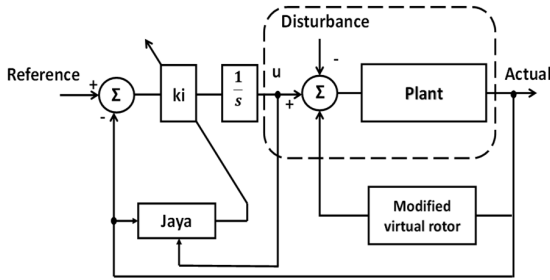 Disturbance
Reference
+
Σ
-
ki
1
s
u
+
-
Σ
Plant
Actual
Jaya
Modified
virtual rotor